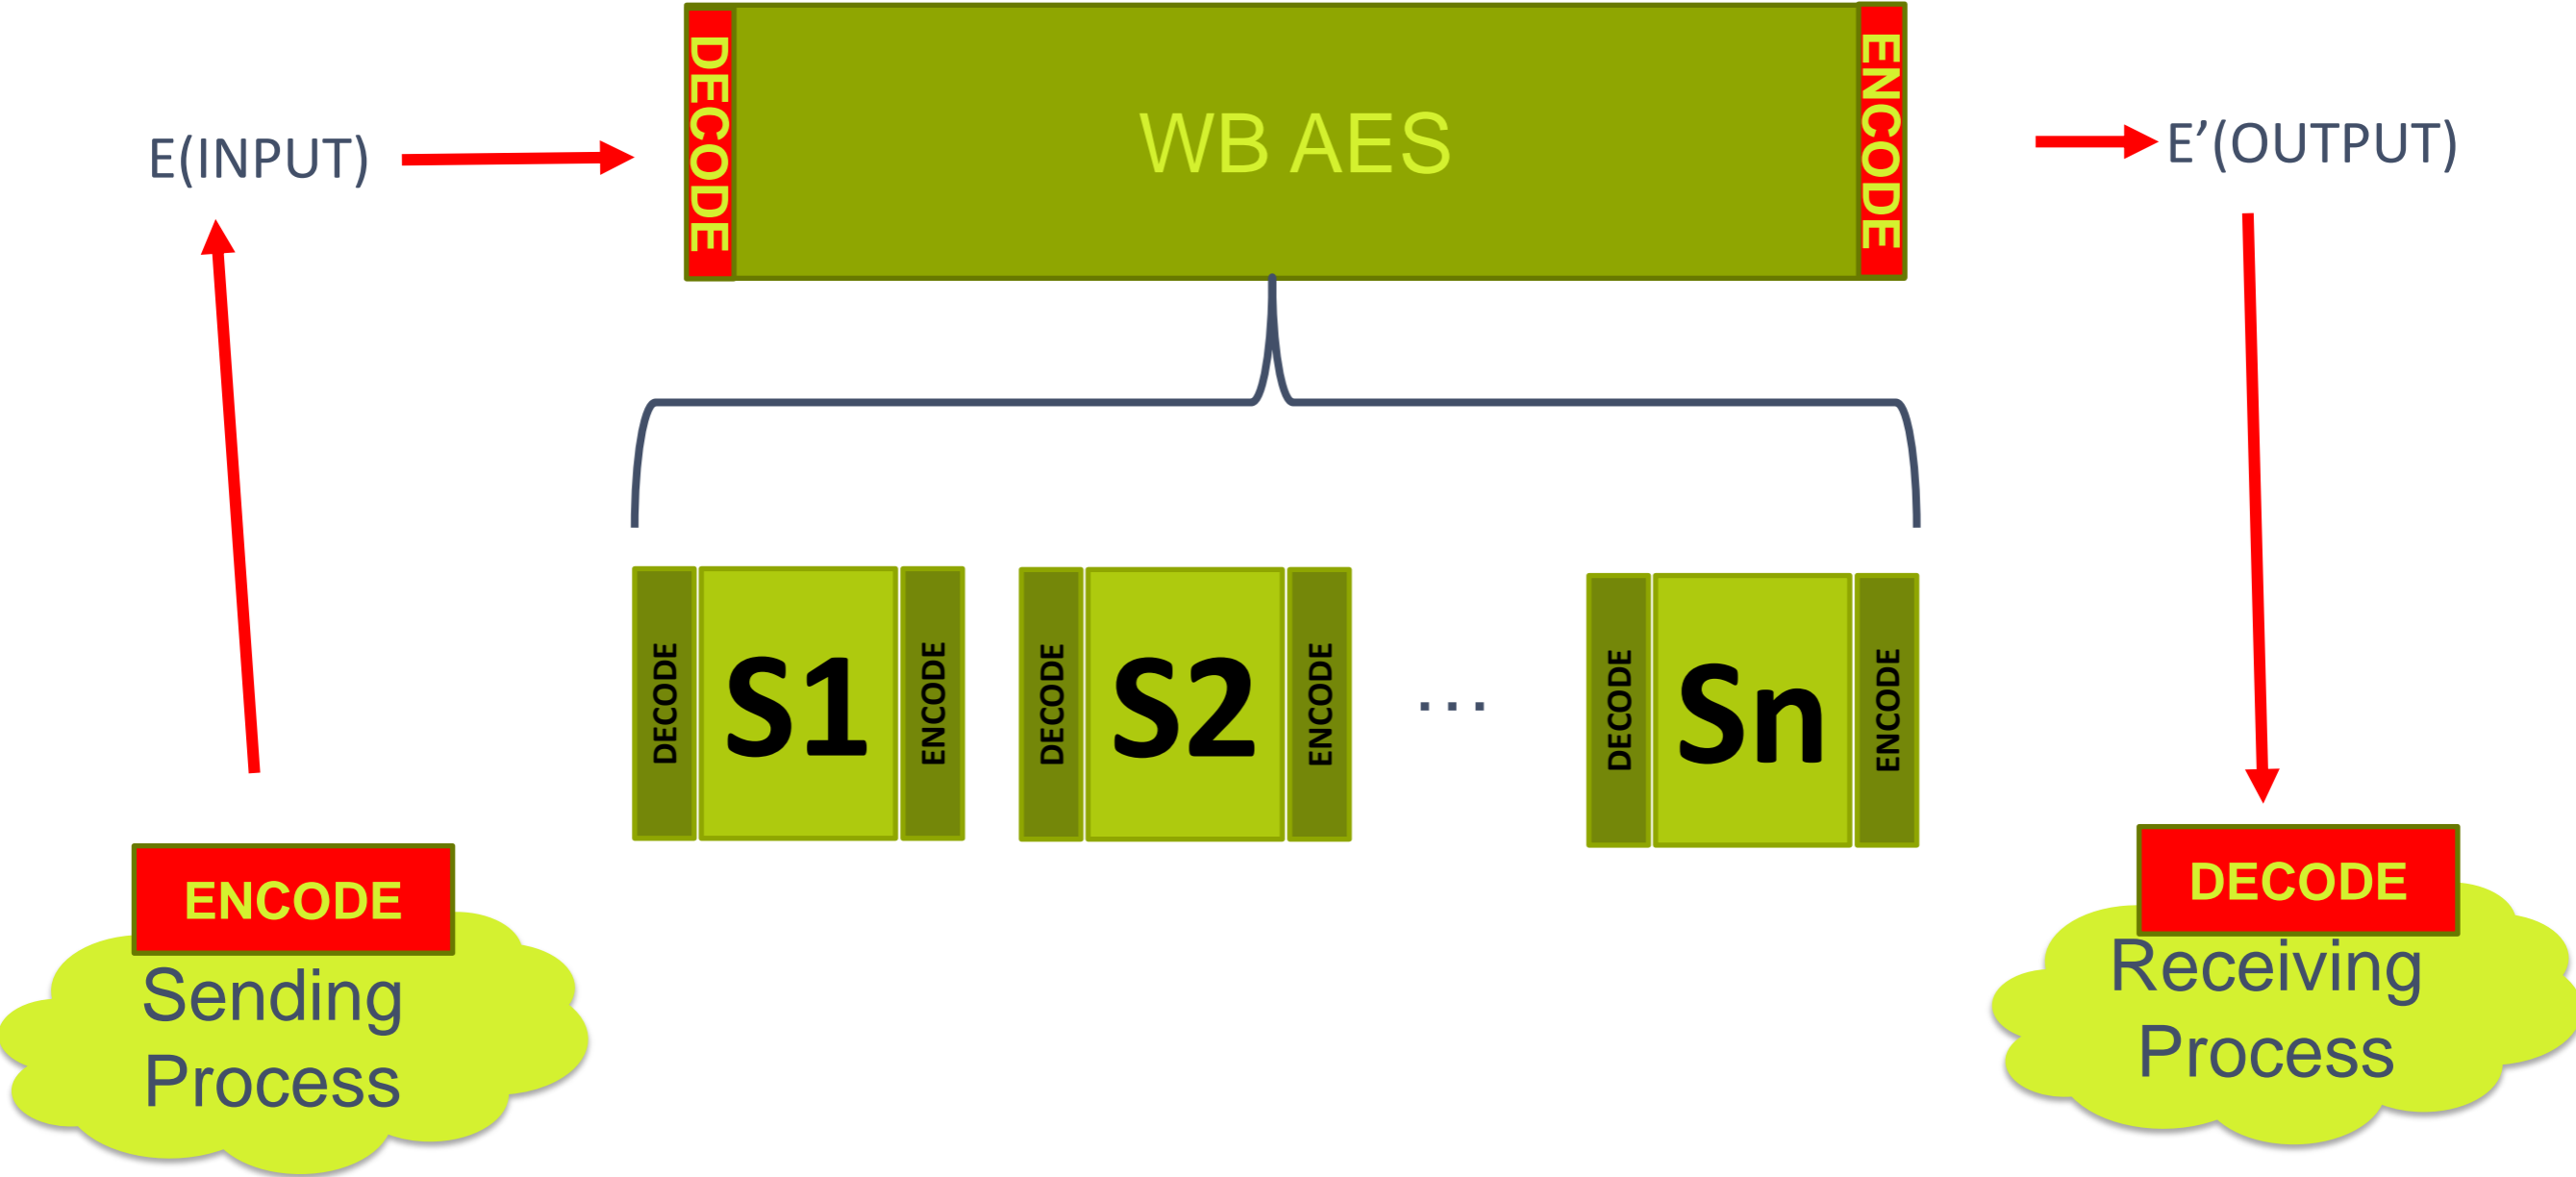 DECODE
WB AES
ENCODE
E(INPUT)
E’(OUTPUT)
DECODE
S1
ENCODE
DECODE
S2
ENCODE
...
DECODE
Sn
ENCODE
ENCODE
Sending
Process
DECODE
Receiving
Process